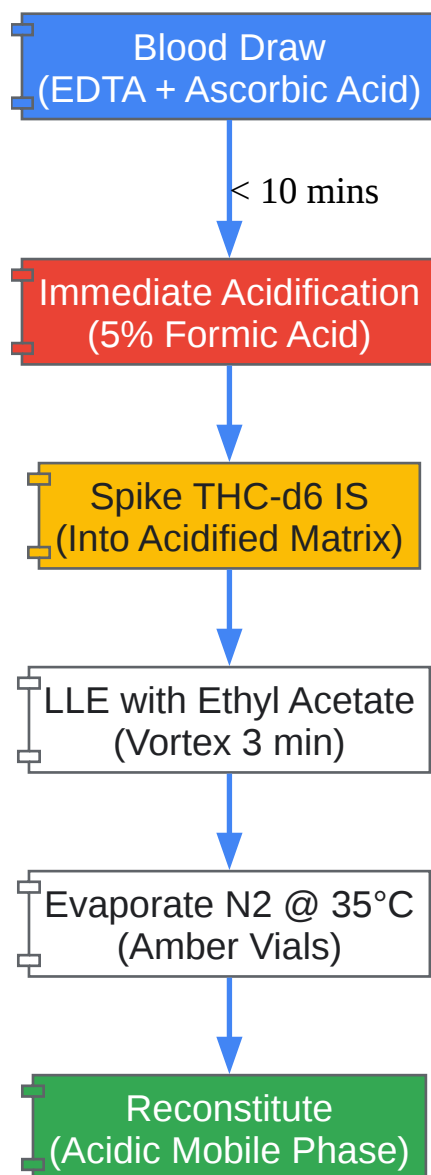 Blood Draw
(EDTA + Ascorbic Acid)
< 10 mins
Immediate Acidification
(5% Formic Acid)
Spike THC-d6 IS
(Into Acidified Matrix)
LLE with Ethyl Acetate
(Vortex 3 min)
Evaporate N2 @ 35°C
(Amber Vials)
Reconstitute
(Acidic Mobile Phase)